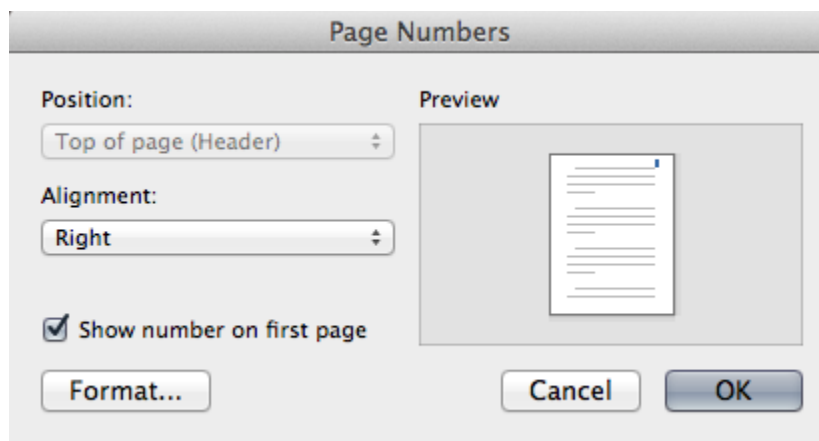 Page Numbers
Position:
Top of page (Header)
Alignment:
Right
Show number on first page
Format...
Preview
Cancel
OK